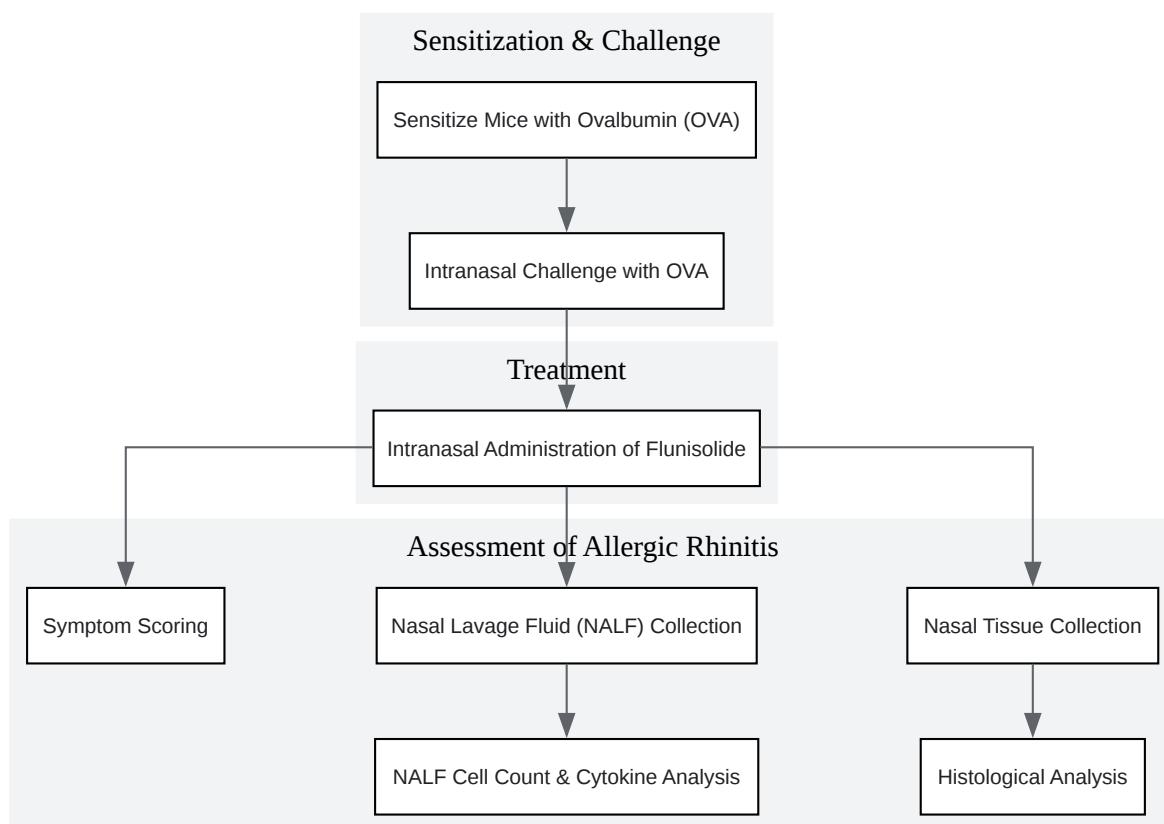 Sensitization & Challenge
Sensitize Mice with Ovalbumin (OVA)
Intranasal Challenge with OVA
Treatment
Intranasal Administration of Flunisolide
Assessment of Allergic Rhinitis
Symptom Scoring
Nasal Lavage Fluid (NALF) Collection
Nasal Tissue Collection
NALF Cell Count & Cytokine Analysis
Histological Analysis